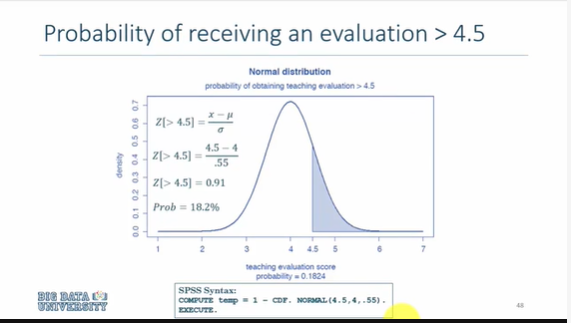 Probability of receiving an evaluation > 4.5
Normal distribution
probability of obtaining teaching evaluation > 4.5
Z[> 4.5] = x − μ / σ
Z[> 4.5] = 4.5 − 4 / .55
Z[> 4.5] = 0.91
Prob = 18.2%
density
0.0 0.1 0.2 0.3 0.4 0.5 0.6 0.7
1 2 3 4 4.5 5 6 7
teaching evaluation score
probability = 0.1824
SPSS Syntax:
COMPUTE temp = 1 - CDF. NORMAL(4.5,4,.55).
EXECUTE.
BIG DATA
UNIVERSITY
48